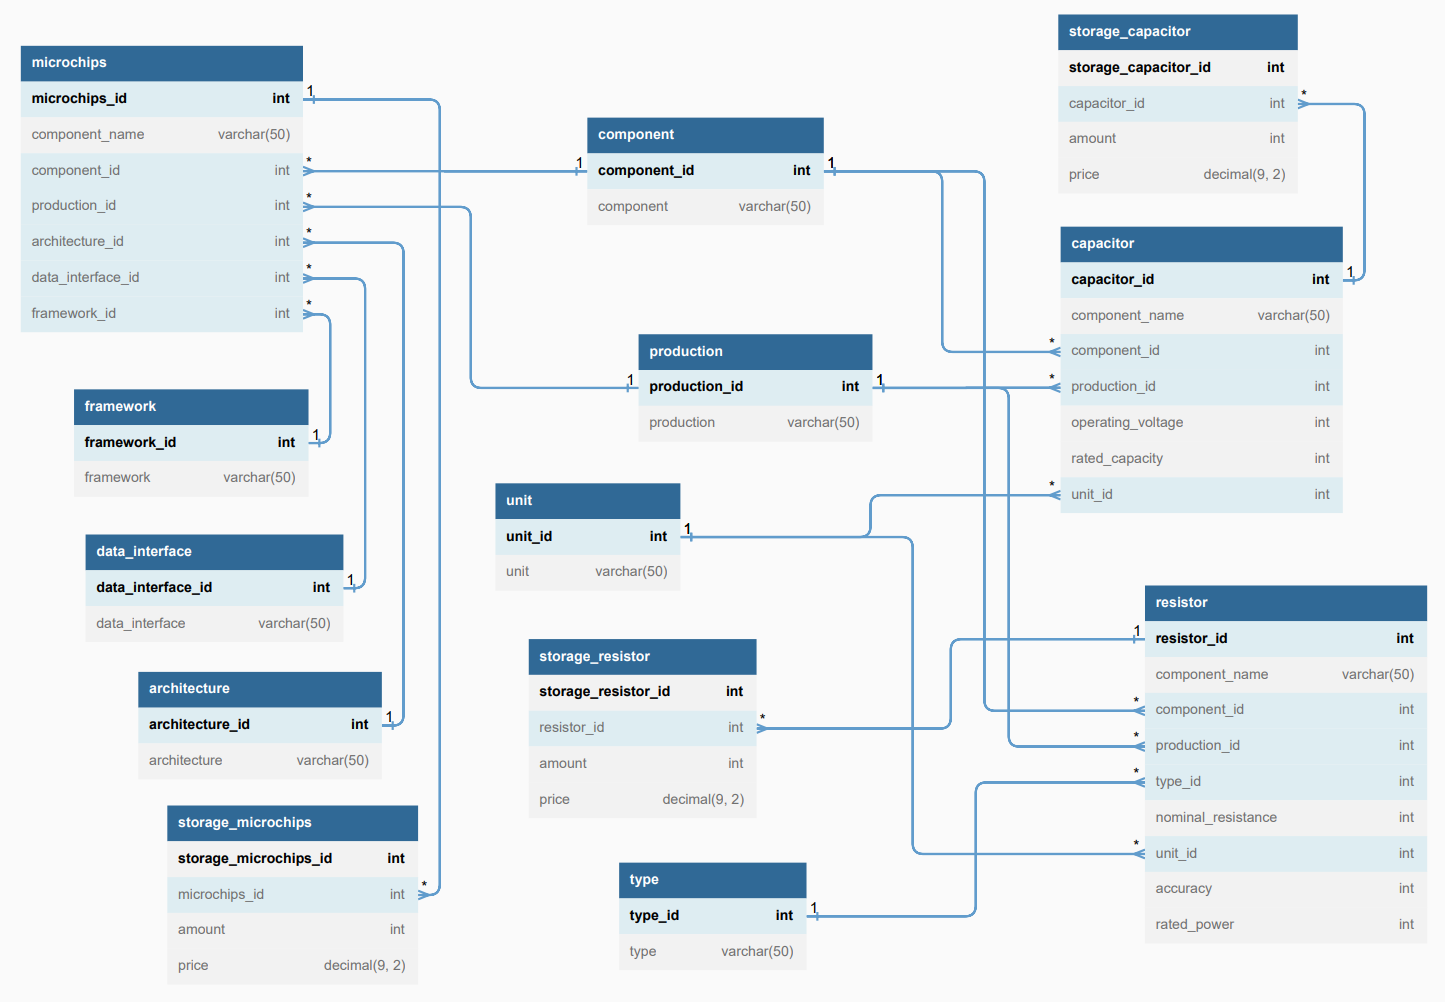 microchips
microchips_id int
component_name varchar(50)
component_id int
production_id int
architecture_id int
data_interface_id int
framework_id int
1
*
*
*
*
*
framework
framework_id int
framework varchar(50)
1
data_interface
data_interface_id int
data_interface varchar(50)
1
architecture
architecture_id int
architecture varchar(50)
1
storage_microchips
storage_microchips_id int
microchips_id int
amount int
price decimal(9, 2)
*
component
component_id int
component varchar(50)
1
1
production
production_id int
production varchar(50)
1
1
unit
unit_id int
unit varchar(50)
1
storage_resistor
storage_resistor_id int
resistor_id int
amount int
price decimal(9, 2)
*
type
type_id int
type varchar(50)
1
storage_capacitor
storage_capacitor_id int
capacitor_id int
amount int
price decimal(9, 2)
*
capacitor
capacitor_id int
component_name varchar(50)
component_id int
production_id int
operating_voltage int
rated_capacity int
unit_id int
1
*
*
*
resistor
resistor_id int
component_name varchar(50)
component_id int
production_id int
type_id int
nominal_resistance int
unit_id int
accuracy int
rated_power int
1
*
*
*
*